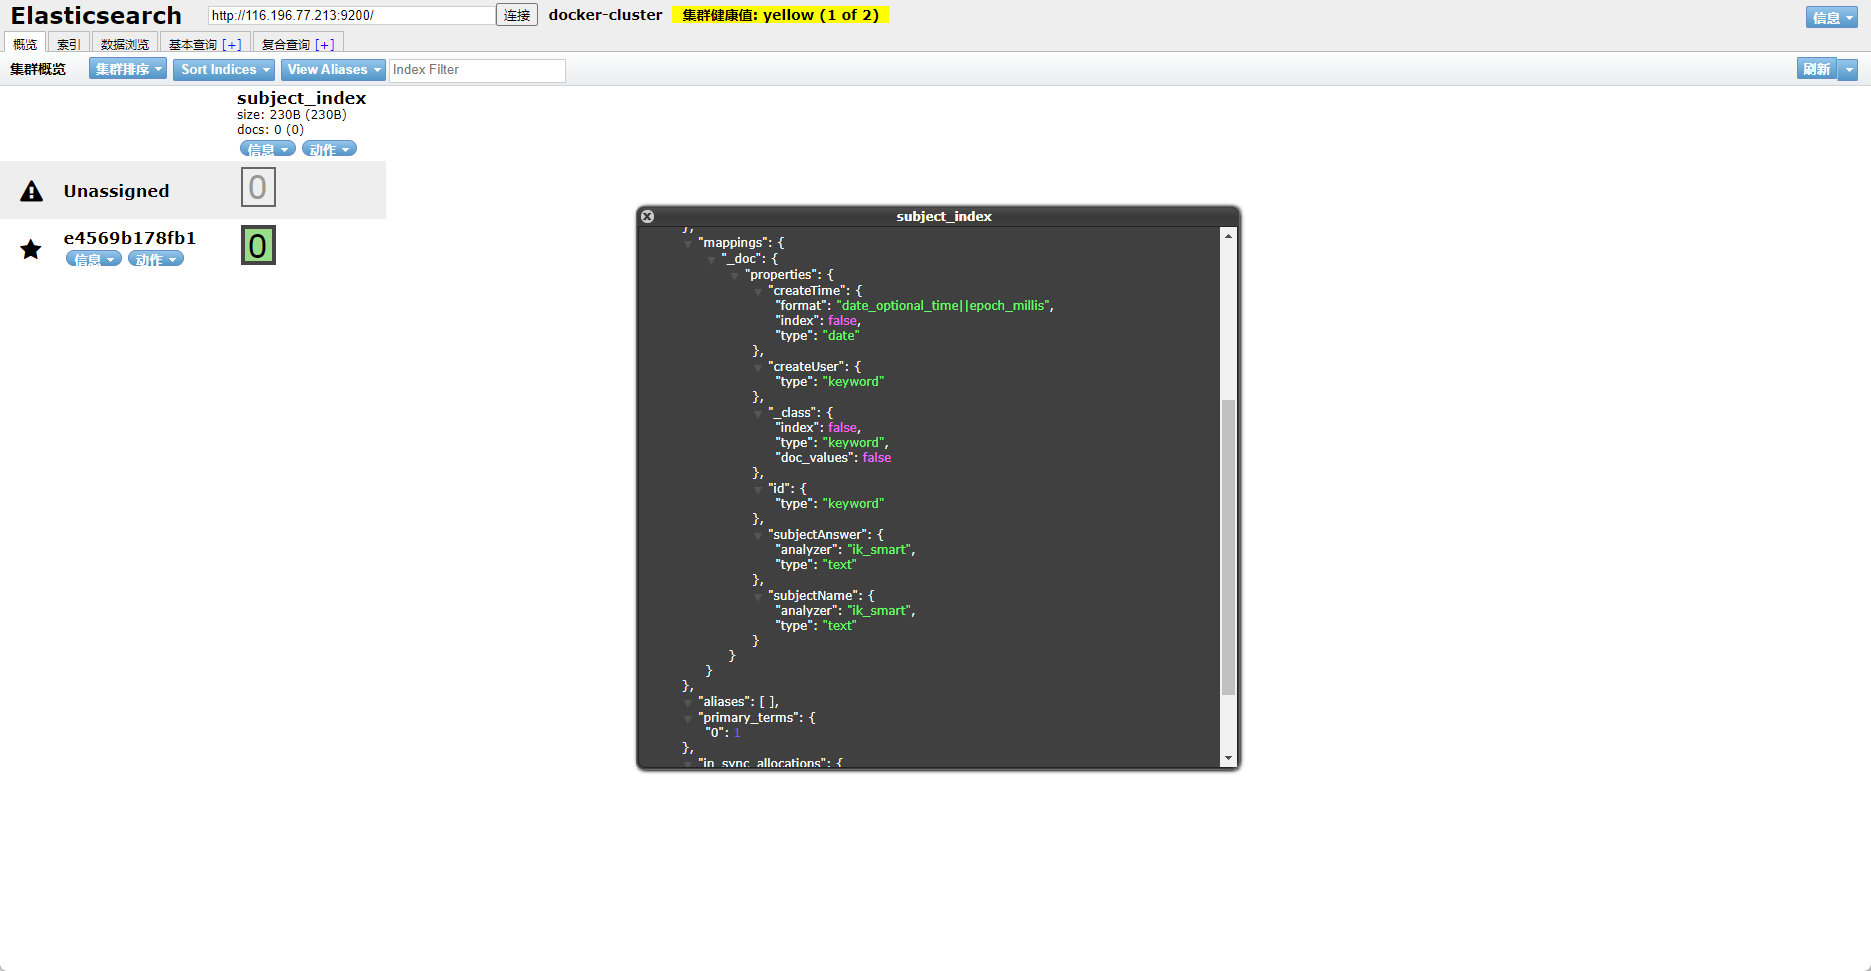 Elasticsearch http://116.196.77.213:9200/ 连接 docker-cluster 集群健康值: yellow (1 of 2) 信息
概览 索引 数据浏览 基本查询 [+] 复合查询 [+]
集群概览 集群排序 Sort Indices View Aliases Index Filter 刷新
subject_index
size: 230B (230B)
docs: 0 (0)
信息 动作
Unassigned 0
e4569b178fb1 0
信息 动作
subject_index
},
"mappings": {
"_doc": {
"properties": {
"createTime": {
"format": "date_optional_time||epoch_millis",
"index": false,
"type": "date"
},
"createUser": {
"type": "keyword"
},
"_class": {
"index": false,
"type": "keyword",
"doc_values": false
},
"id": {
"type": "keyword"
},
"subjectAnswer": {
"analyzer": "ik_smart",
"type": "text"
},
"subjectName": {
"analyzer": "ik_smart",
"type": "text"
}
}
}
},
"aliases": [ ],
"primary_terms": {
"0": 1
},
"in_sync_allocations": {